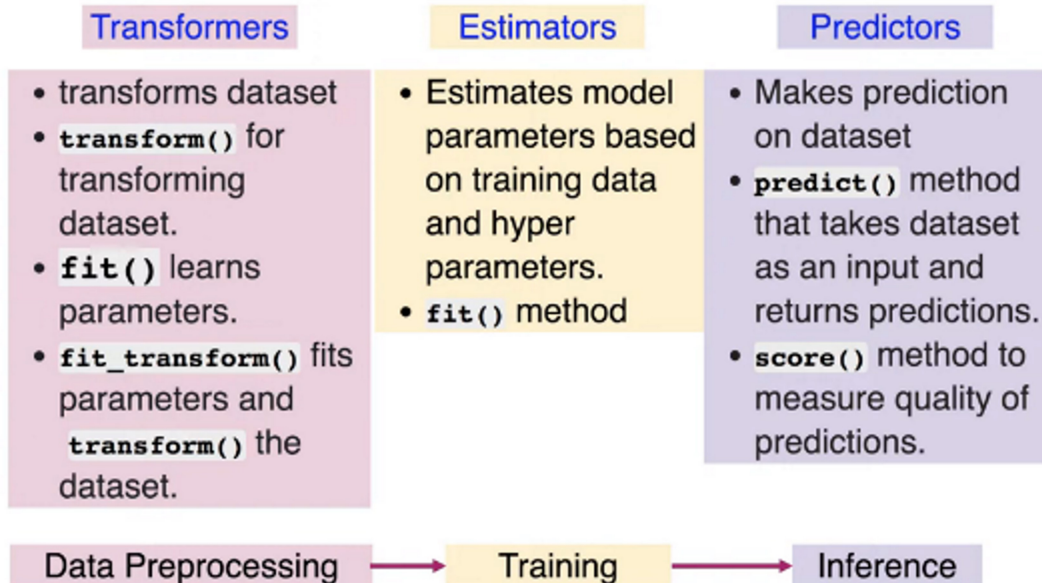 Transformers
Estimators
Predictors
• transforms dataset
• transform() for
transforming
dataset.
• fit() learns
parameters.
• fit_transform() fits
parameters and
transform() the
dataset.
• Estimates model
parameters based
on training data
and hyper
parameters.
• fit() method
• Makes prediction
on dataset
• predict() method
that takes dataset
as an input and
returns predictions.
• score() method to
measure quality of
predictions.
Data Preprocessing
Training
Inference